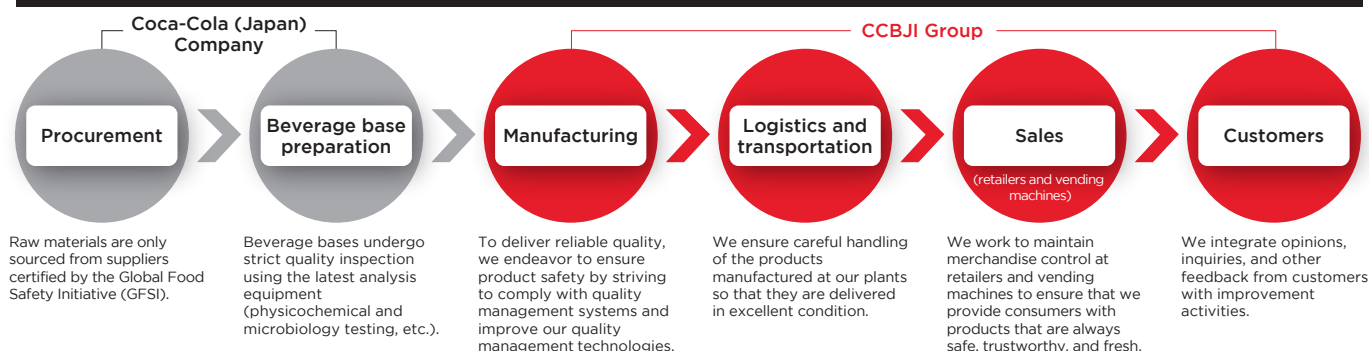 Coca-Cola (Japan)
Company
CCBJI Group
Procurement
Beverage base
preparation
Manufacturing
Logistics and
transportation
Sales
(retailers and vending
machines)
Customers
Raw materials are only
sourced from suppliers
certified by the Global Food
Safety Initiative (GFSI).
Beverage bases undergo
strict quality inspection
using the latest analysis
equipment
(physicochemical and
microbiology testing, etc.).
To deliver reliable quality,
we endeavor to ensure
product safety by striving
to comply with quality
management systems and
improve our quality
management technologies.
We ensure careful handling
of the products
manufactured at our plants
so that they are delivered
in excellent condition.
We work to maintain
merchandise control at
retailers and vending
machines to ensure that we
provide consumers with
products that are always
safe, trustworthy, and fresh.
We integrate opinions,
inquiries, and other
feedback from customers
with improvement
activities.